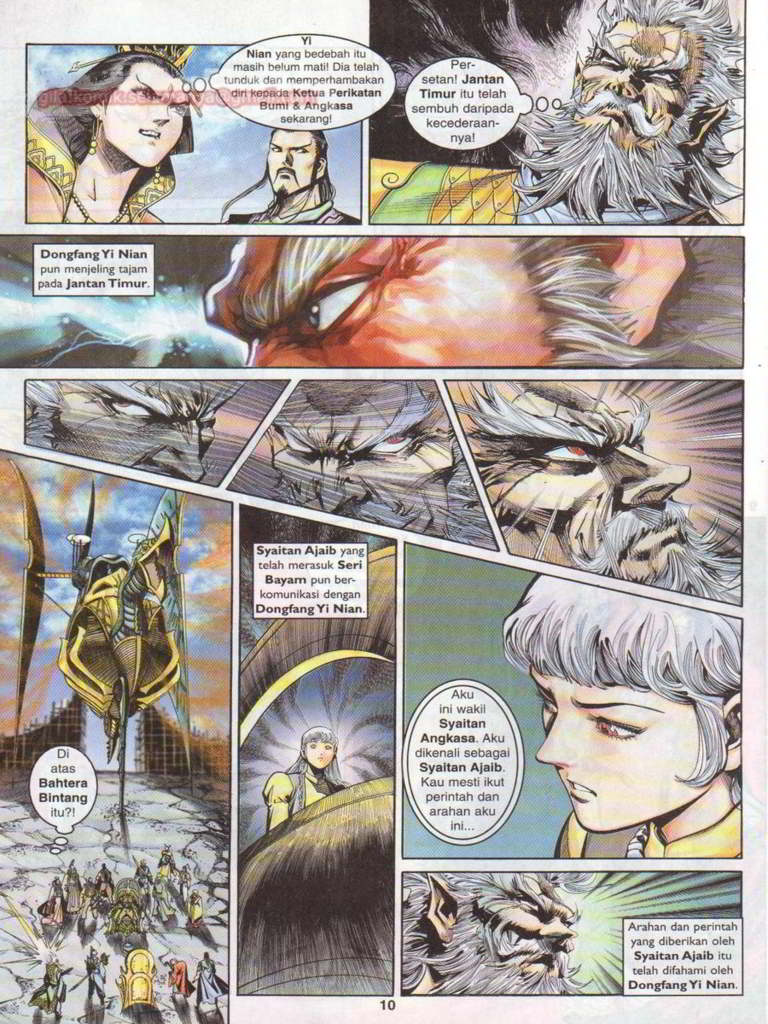 Yi
Nian yang bedebah itu
masih belum mati! Dia telah
tunduk dan memperhambakan
diri kepada Ketua Perikatan
Bumi & Angkasa
sekarang!
Per-
setan! Jantan
Timur itu telah
sembuh daripada
kecederaan-
nya!
Dongfang Yi Nian
pun menjeling tajam
pada Jantan Timur.
Di
atas
Bahtera
Bintang
itu?!
Syaitan Ajaib yang
telah merasuk Seri
Bayam pun ber-
komunikasi dengan
Dongfang Yi Nian.
Aku
ini wakil
Syaitan
Angkasa. Aku
dikenali sebagai
Syaitan Ajaib.
Kau mesti ikut
perintah dan
arahan aku
ini...
Arahan dan perintah
yang diberikan oleh
Syaitan Ajaib itu
telah difahami oleh
Dongfang Yi Nian.
10